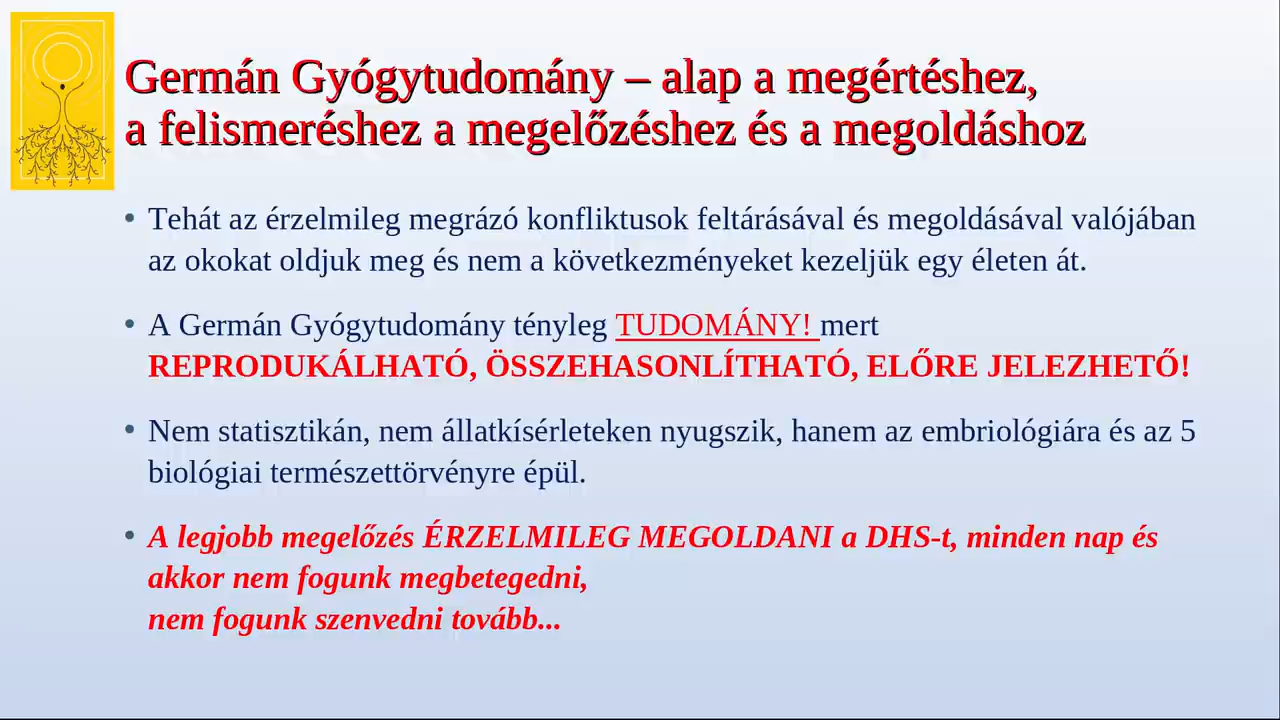 Germán Gyógytudomány – alap a megértéshez,
a felismeréshez a megelőzéshez és a megoldáshoz
• Tehát az érzelmileg megrázó konfliktusok feltárásával és megoldásával valójában
az okokat oldjuk meg és nem a következményeket kezeljük egy életen át.
• A Germán Gyógytudomány tényleg TUDOMÁNY! mert
REPRODUKÁLHATÓ, ÖSSZEHASONLÍTHATÓ, ELŐRE JELEZHETŐ!
• Nem statisztikán, nem állatkísérleteken nyugszik, hanem az embriológiára és az 5
biológiai természettörvényre épül.
• A legjobb megelőzés ÉRZELMILEG MEGOLDANI a DHS-t, minden nap és
akkor nem fogunk megbetegedni,
nem fogunk szenvedni tovább...